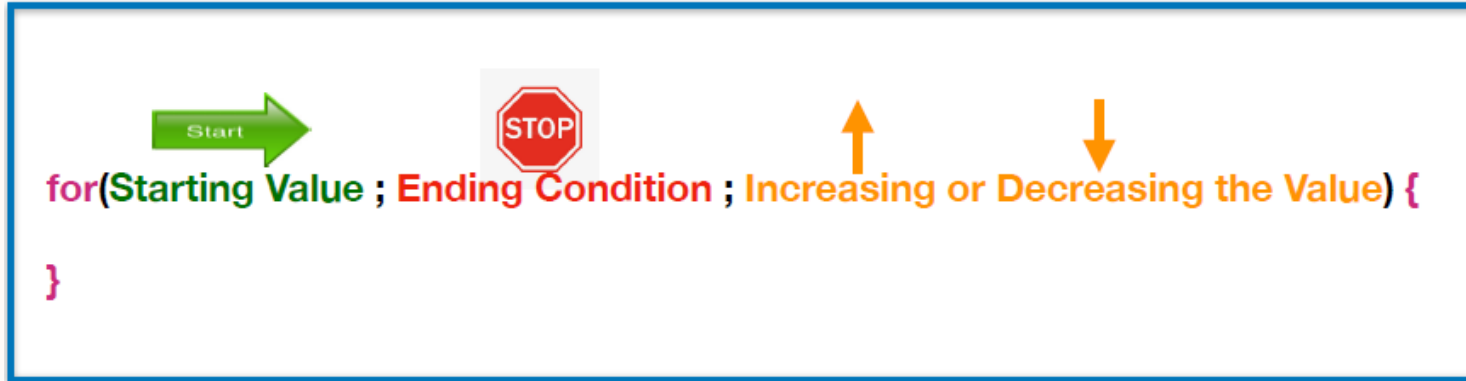 Start
STOP
for(Starting Value ; Ending Condition ; Increasing or Decreasing the Value) {
}